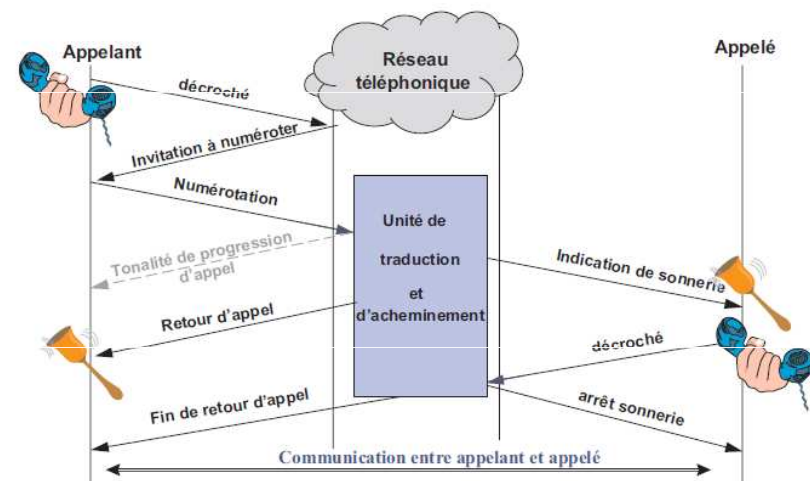 Appelant
Réseau
téléphonique
Appelé
décroché
Invitation à numéroter
Numérotation
Unité de
traduction
et
d'acheminement
Tonalité de progression
d'appel
Indication de sonnerie
Retour d'appel
décroché
Fin de retour d'appel
arrêt sonnerie
Communication entre appelant et appelé